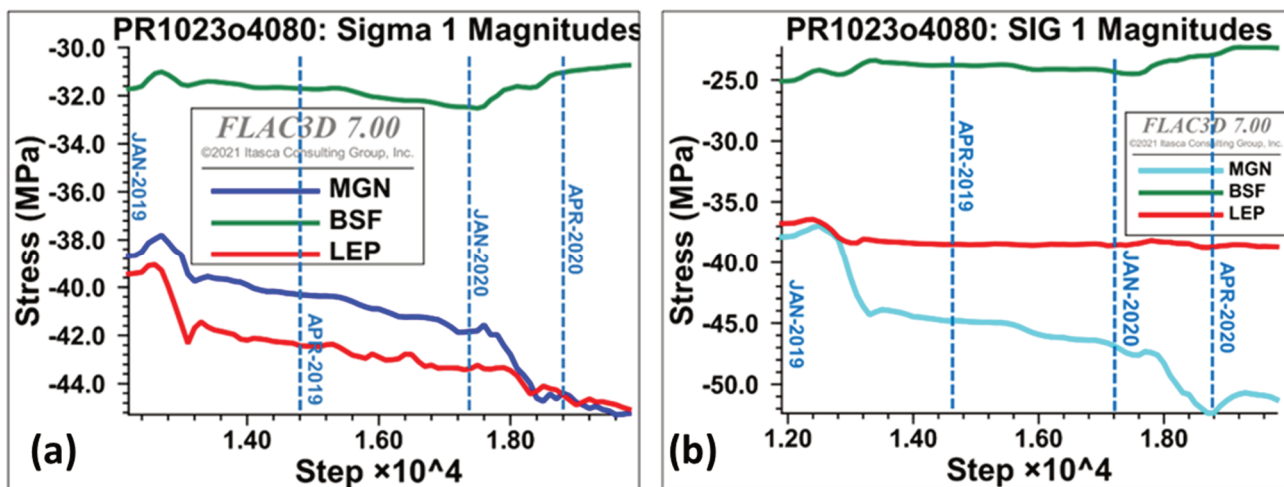 PR1023o4080: Sigma 1 Magnitudes
-30.0
-32.0
-34.0
-36.0
-38.0
-40.0
-42.0
-44.0
Stress (MPa)
FLAC3D 7.00
©2021 Itasca Consulting Group, Inc.
MGN
BSF
LEP
JAN-2019
APR-2019
JAN-2020
APR-2020
1.40
1.60
1.80
Step ×10^4
(a)
PR1023o4080: SIG 1 Magnitudes
-25.0
-30.0
-35.0
-40.0
-45.0
-50.0
Stress (MPa)
FLAC3D 7.00
©2021 Itasca Consulting Group, Inc.
MGN
BSF
LEP
JAN-2019
APR-2019
JAN-2020
APR-2020
1.20
1.40
1.60
1.80
Step ×10^4
(b)